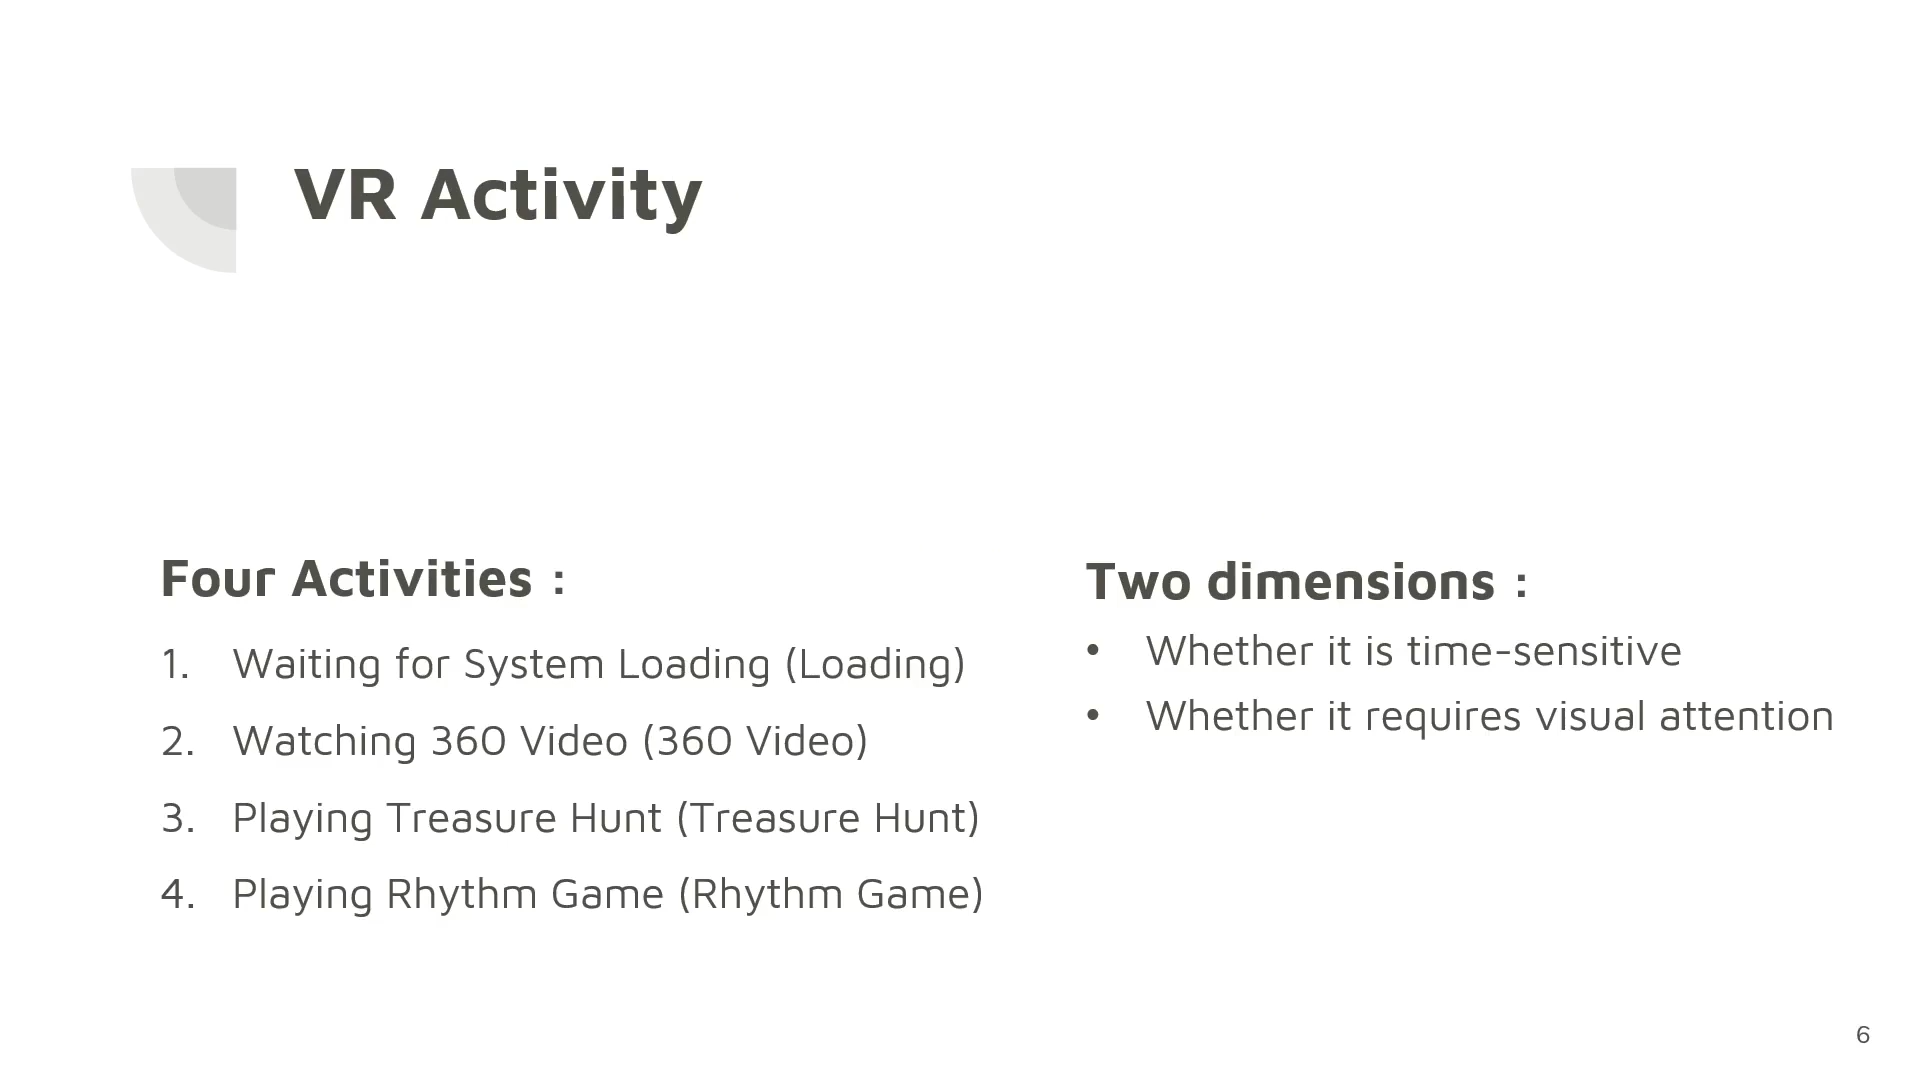 VR Activity
Four Activities :
1. Waiting for System Loading (Loading)
2. Watching 360 Video (360 Video)
3. Playing Treasure Hunt (Treasure Hunt)
4. Playing Rhythm Game (Rhythm Game)
Two dimensions :
• Whether it is time-sensitive
• Whether it requires visual attention
6